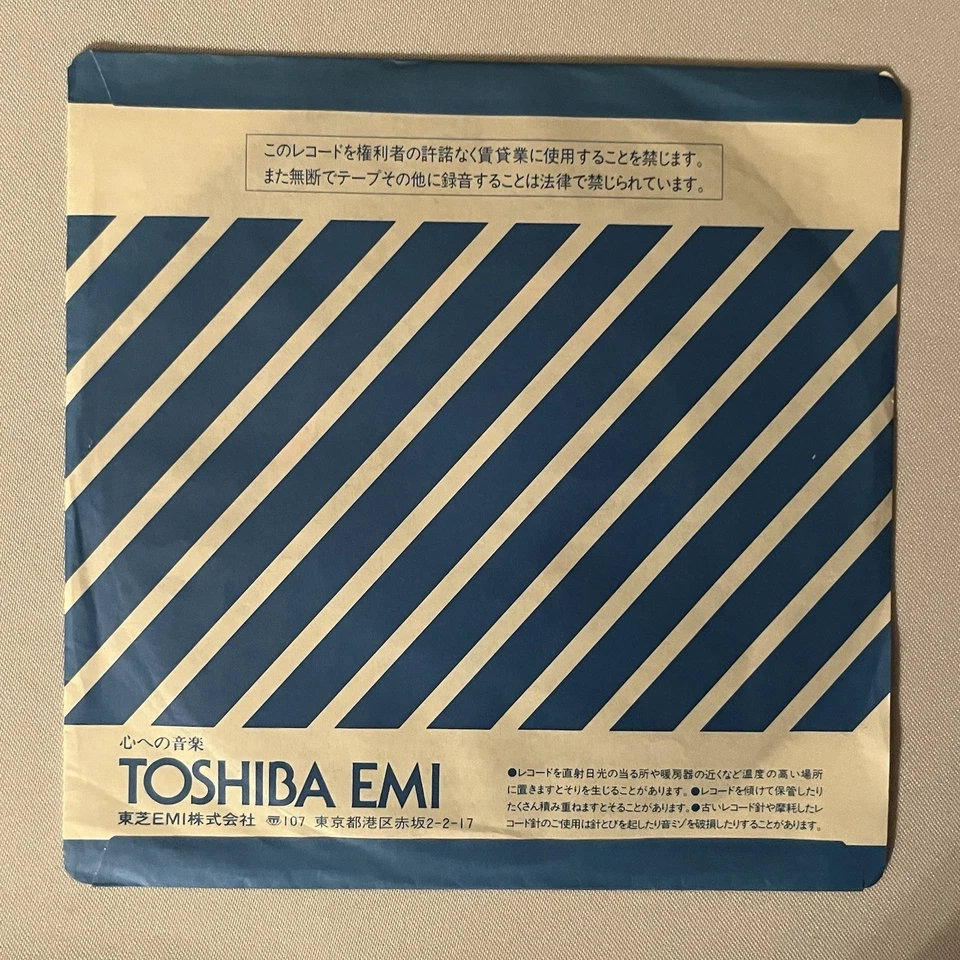 このレコードを権利者の許諾なく賃貸業に使用することを禁じます。
また無断でテープその他に録音することは法律で禁じられています。
心への音楽
TOSHIBA EMI
東芝EMI株式会社 〠107 東京都港区赤坂2-2-17
●レコードを直射日光の当る所や暖房器の近くなど温度の高い場所
に置きますとそりを生じることがあります。●レコードを傾けて保管したり
たくさん積み重ねますとそることがあります。●古いレコード針や摩耗したレ
コード針のご使用は針とびを起したり音ミゾを破損したりすることがあります。